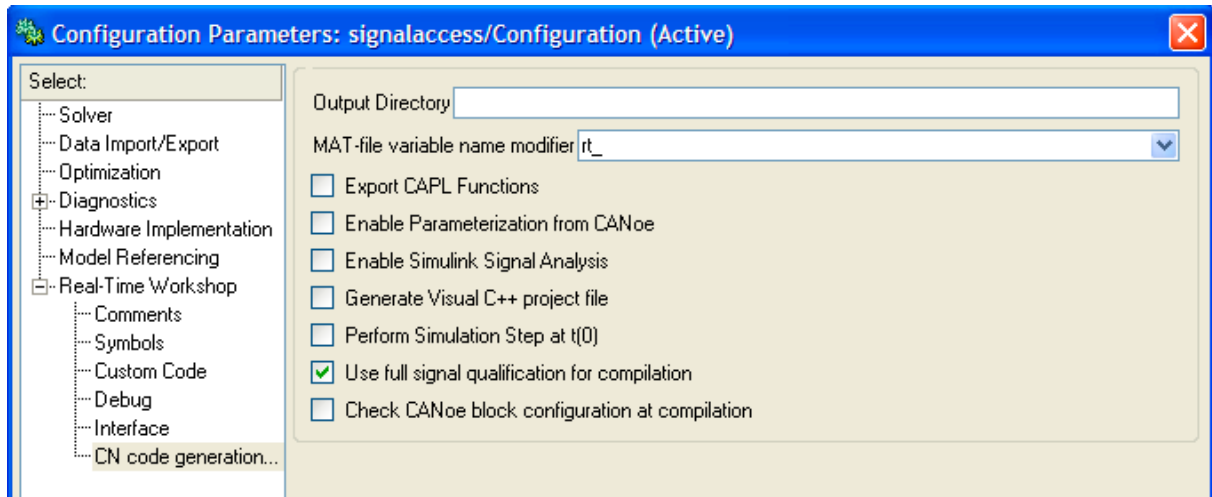 Configuration Parameters: signalaccess/Configuration (Active)
Select:
Solver
Data Import/Export
Optimization
Diagnostics
Hardware Implementation
Model Referencing
Real-Time Workshop
Comments
Symbols
Custom Code
Debug
Interface
CN code generation...
Output Directory
MAT-file variable name modifier rt_
Export CAPL Functions
Enable Parameterization from CANoe
Enable Simulink Signal Analysis
Generate Visual C++ project file
Perform Simulation Step at t(0)
Use full signal qualification for compilation
Check CANoe block configuration at compilation